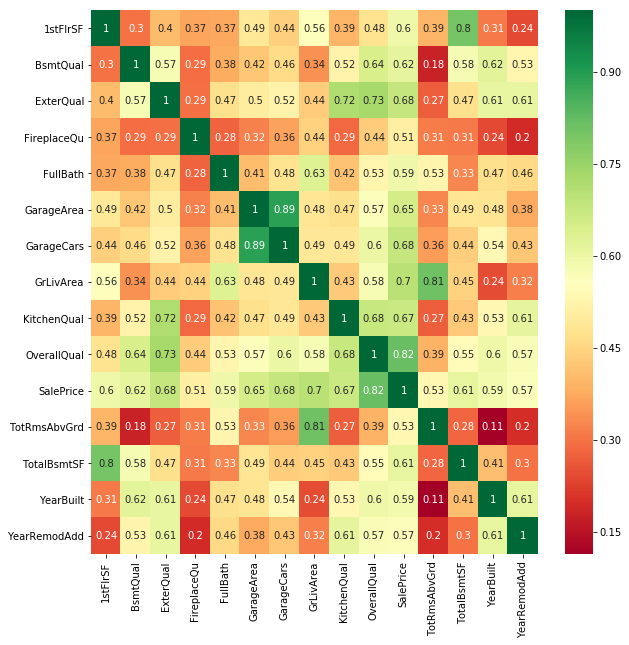 1stFlrSF 1 0.3 0.4 0.37 0.37 0.49 0.44 0.56 0.39 0.48 0.6 0.39 0.8 0.31 0.24
BsmtQual 0.3 1 0.57 0.29 0.38 0.42 0.46 0.34 0.52 0.64 0.62 0.18 0.58 0.62 0.53
ExterQual 0.4 0.57 1 0.29 0.47 0.5 0.52 0.44 0.72 0.73 0.68 0.27 0.47 0.61 0.61
FireplaceQu 0.37 0.29 0.29 1 0.28 0.32 0.36 0.44 0.29 0.44 0.51 0.31 0.31 0.24 0.2
FullBath 0.37 0.38 0.47 0.28 1 0.41 0.48 0.63 0.42 0.53 0.59 0.53 0.33 0.47 0.46
GarageArea 0.49 0.42 0.5 0.32 0.41 1 0.89 0.48 0.47 0.57 0.65 0.33 0.49 0.48 0.38
GarageCars 0.44 0.46 0.52 0.36 0.48 0.89 1 0.49 0.49 0.6 0.68 0.36 0.44 0.54 0.43
GrLivArea 0.56 0.34 0.44 0.44 0.63 0.48 0.49 1 0.43 0.58 0.7 0.81 0.45 0.24 0.32
KitchenQual 0.39 0.52 0.72 0.29 0.42 0.47 0.49 0.43 1 0.68 0.67 0.27 0.43 0.53 0.61
OverallQual 0.48 0.64 0.73 0.44 0.53 0.57 0.6 0.58 0.68 1 0.82 0.39 0.55 0.6 0.57
SalePrice 0.6 0.62 0.68 0.51 0.59 0.65 0.68 0.7 0.67 0.82 1 0.53 0.61 0.59 0.57
TotRmsAbvGrd 0.39 0.18 0.27 0.31 0.53 0.33 0.36 0.81 0.27 0.39 0.53 1 0.28 0.11 0.2
TotalBsmtSF 0.8 0.58 0.47 0.31 0.33 0.49 0.44 0.45 0.43 0.55 0.61 0.28 1 0.41 0.3
YearBuilt 0.31 0.62 0.61 0.24 0.47 0.48 0.54 0.24 0.53 0.6 0.59 0.11 0.41 1 0.61
YearRemodAdd 0.24 0.53 0.61 0.2 0.46 0.38 0.43 0.32 0.61 0.57 0.57 0.2 0.3 0.61 1
1stFlrSF
BsmtQual
ExterQual
FireplaceQu
FullBath
GarageArea
GarageCars
GrLivArea
KitchenQual
OverallQual
SalePrice
TotRmsAbvGrd
TotalBsmtSF
YearBuilt
YearRemodAdd
0.90
0.75
0.60
0.45
0.30
0.15